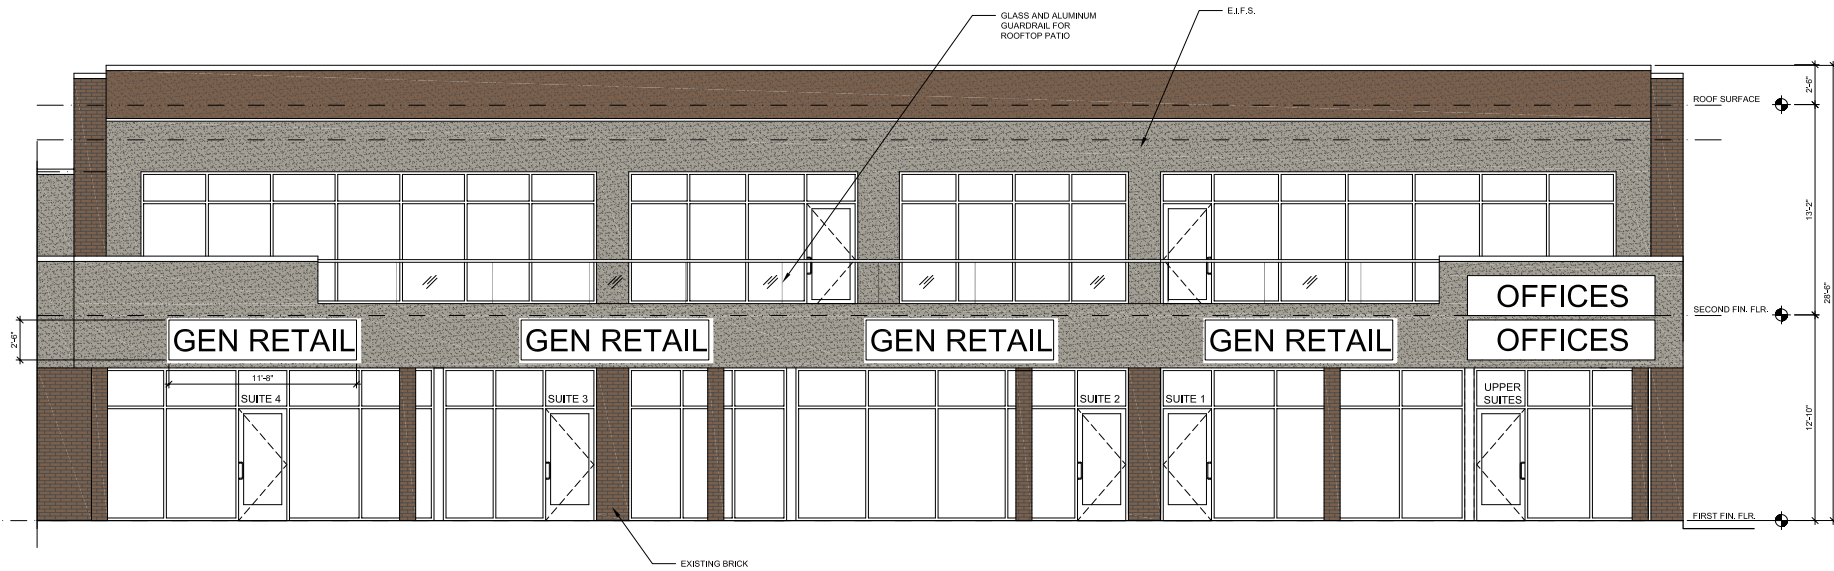 GLASS AND ALUMINUM
GUARDRAIL FOR
ROOFTOP PATIO
E.I.F.S.
2'-6"
ROOF SURFACE
13'-2"
28'-6"
OFFICES
SECOND FIN. FLR.
2'-6"
GEN RETAIL
GEN RETAIL
GEN RETAIL
GEN RETAIL
OFFICES
11'-8"
SUITE 4
SUITE 3
SUITE 2
SUITE 1
UPPER
SUITES
12'-10"
FIRST FIN. FLR.
EXISTING BRICK